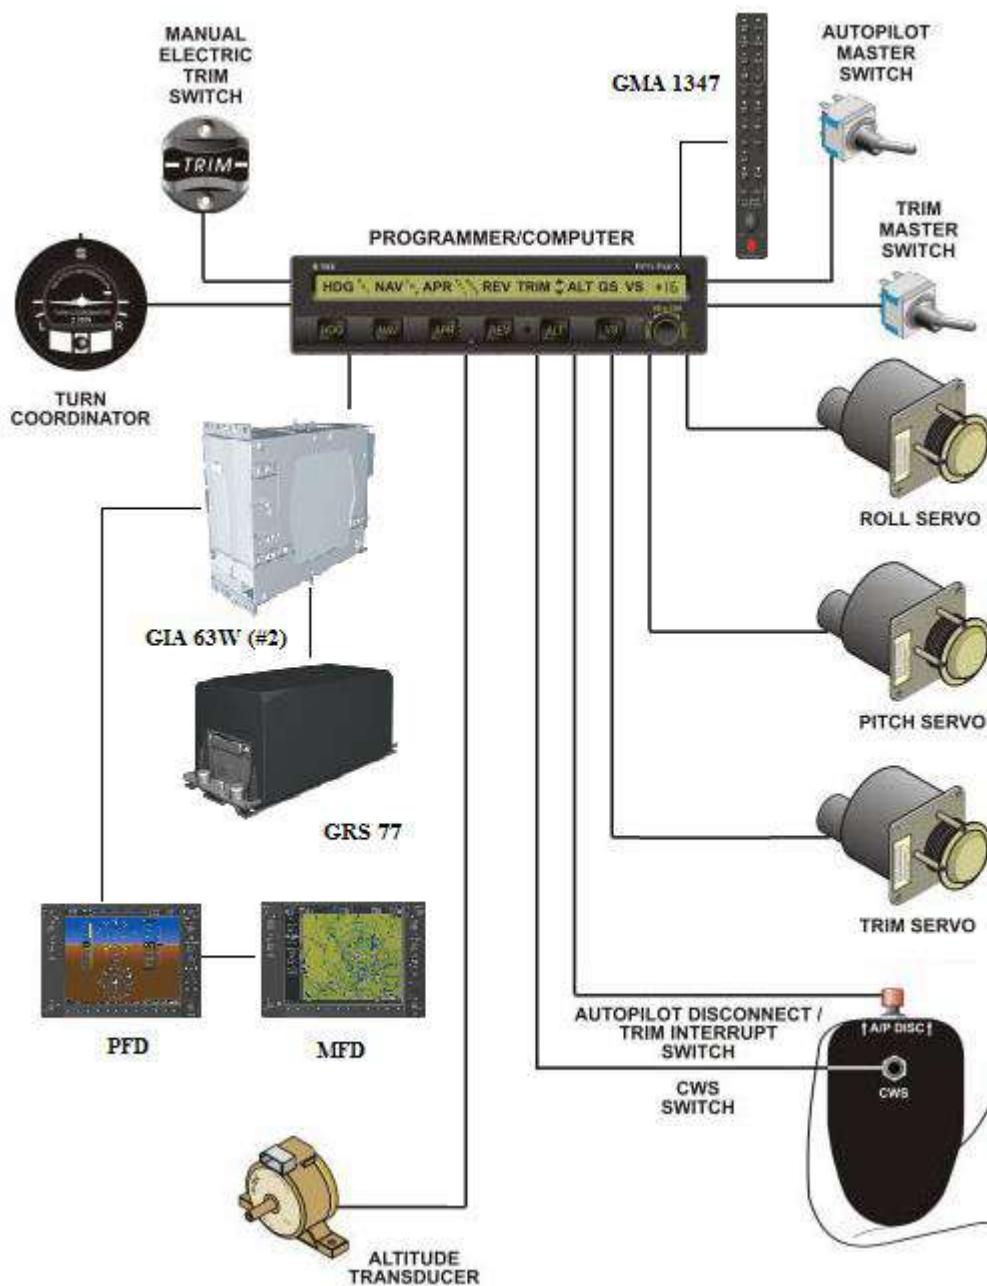 MANUAL
ELECTRIC
TRIM
SWITCH
TRIM
GMA 1347
AUTOPILOT
MASTER
SWITCH
TRIM
MASTER
SWITCH
PROGRAMMER/COMPUTER
HDG NAV APR REV TRIM ALT GS VS +16
HDG NAV APR REV ALT VS
L R
TURN
COORDINATOR
ROLL SERVO
GIA 63W (#2)
PITCH SERVO
GRS 77
TRIM SERVO
PFD
MFD
AUTOPILOT DISCONNECT /
TRIM INTERRUPT
SWITCH
A/P DISC
CWS
SWITCH
CWS
ALTITUDE
TRANSDUCER